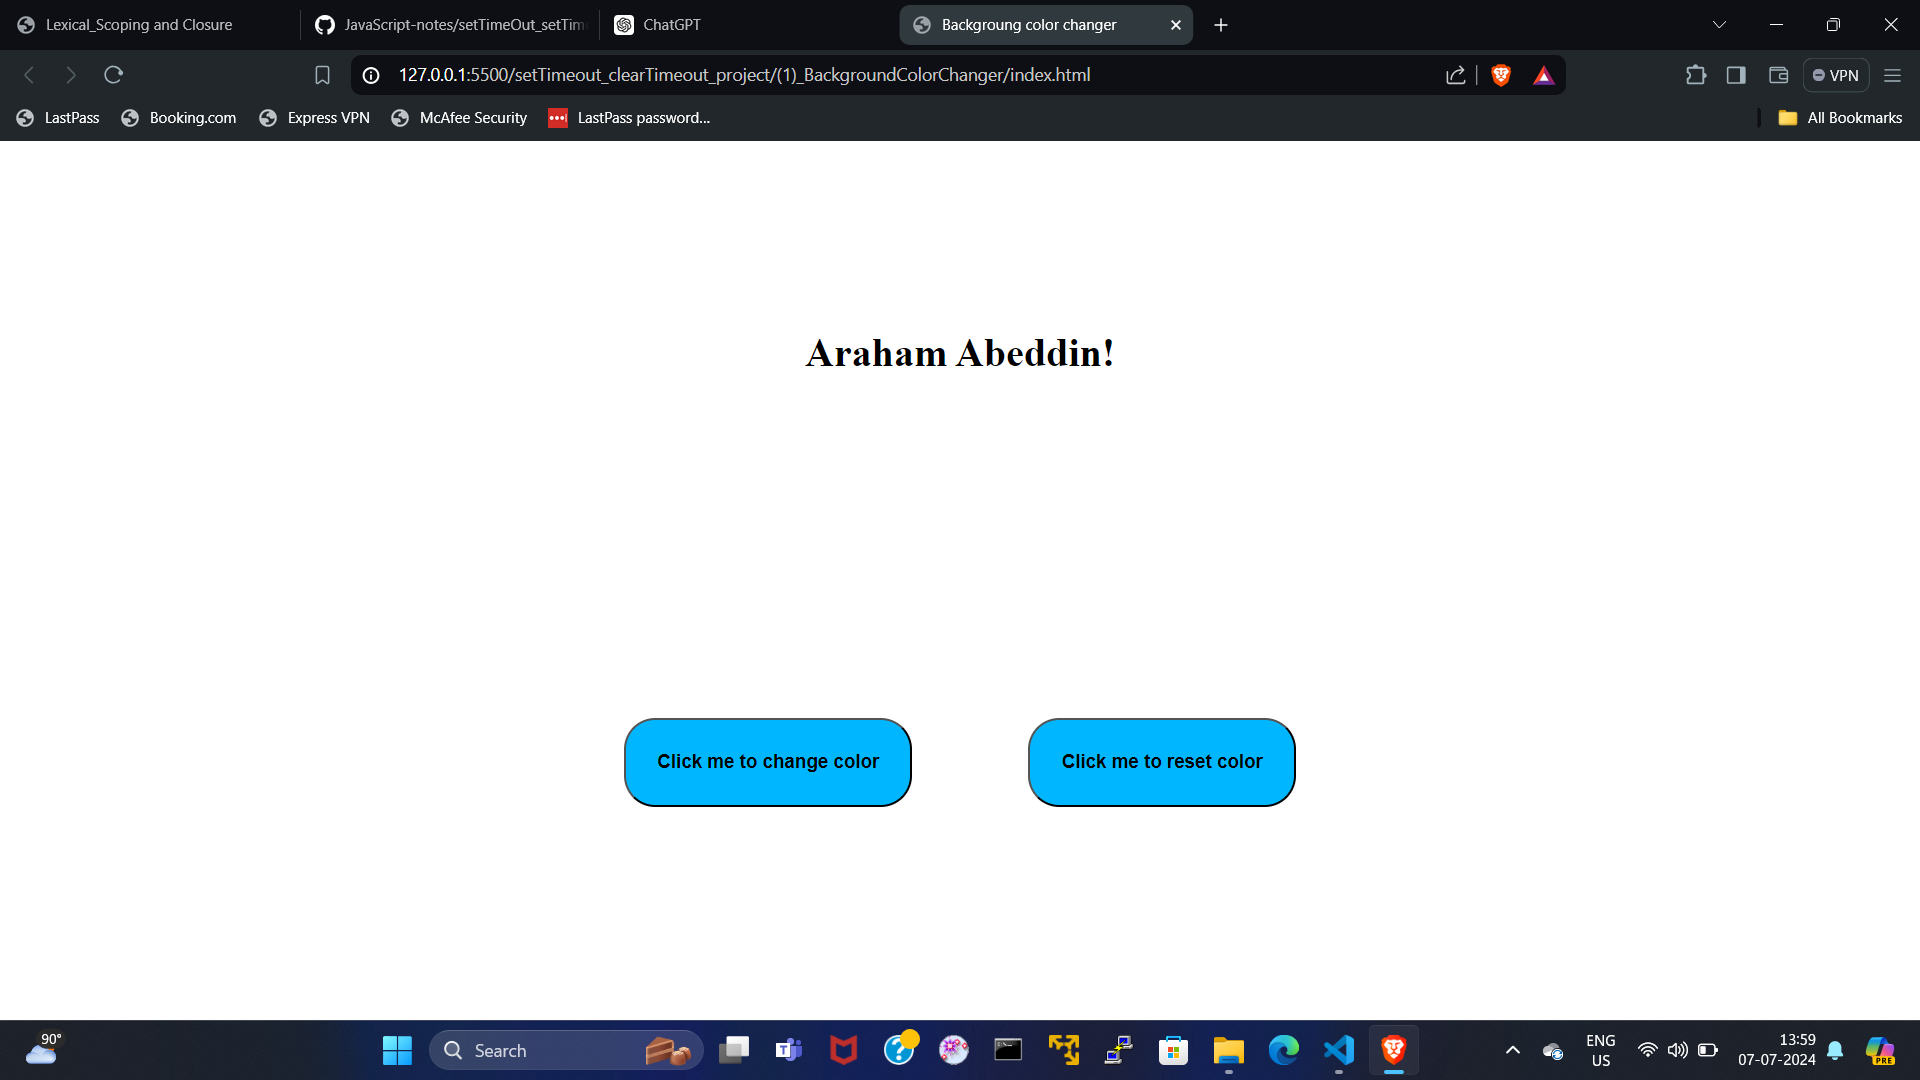 Lexical_Scoping and Closure
JavaScript-notes/setTimeOut_setTim
ChatGPT
Backgroung color changer
127.0.0.1:5500/setTimeout_clearTimeout_project/(1)_BackgroundColorChanger/index.html
VPN
LastPass
Booking.com
Express VPN
McAfee Security
LastPass password...
All Bookmarks
Araham Abeddin!
Click me to change color
Click me to reset color
90°
Search
ENG
US
13:59
07-07-2024
PRE